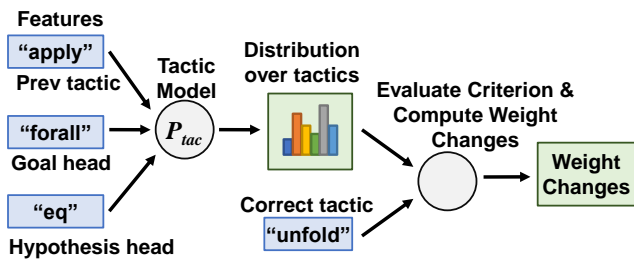 Features
“apply”
Prev tactic
“forall”
Goal head
“eq”
Hypothesis head
Tactic
Model
Ptac
Distribution
over tactics
Evaluate Criterion &
Compute Weight
Changes
Correct tactic
“unfold”
Weight
Changes